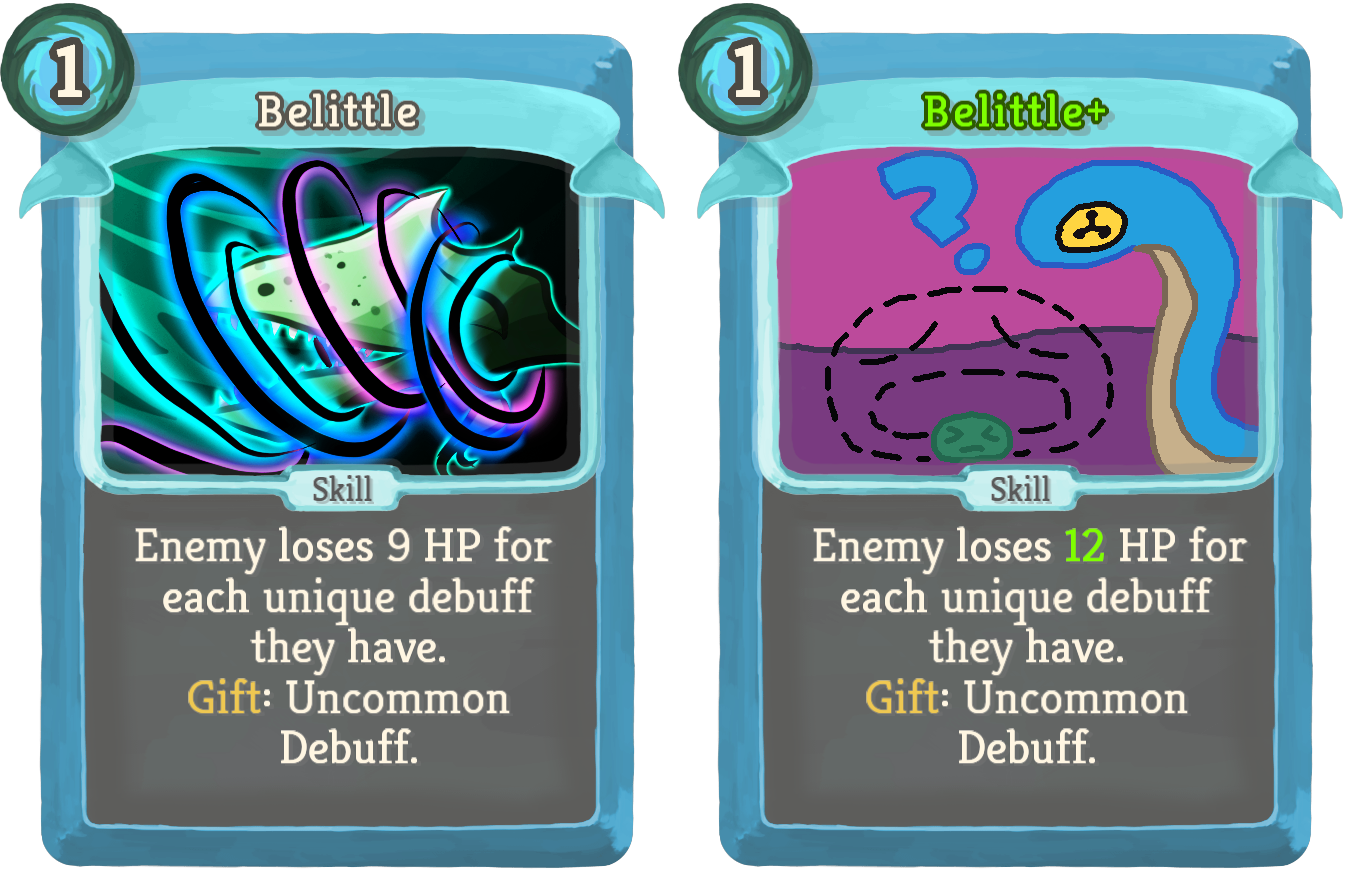 1
Belittle
Skill
Enemy loses 9 HP for
each unique debuff
they have.
Gift: Uncommon
Debuff.
1
Belittle+
?
Skill
Enemy loses 12 HP for
each unique debuff
they have.
Gift: Uncommon
Debuff.